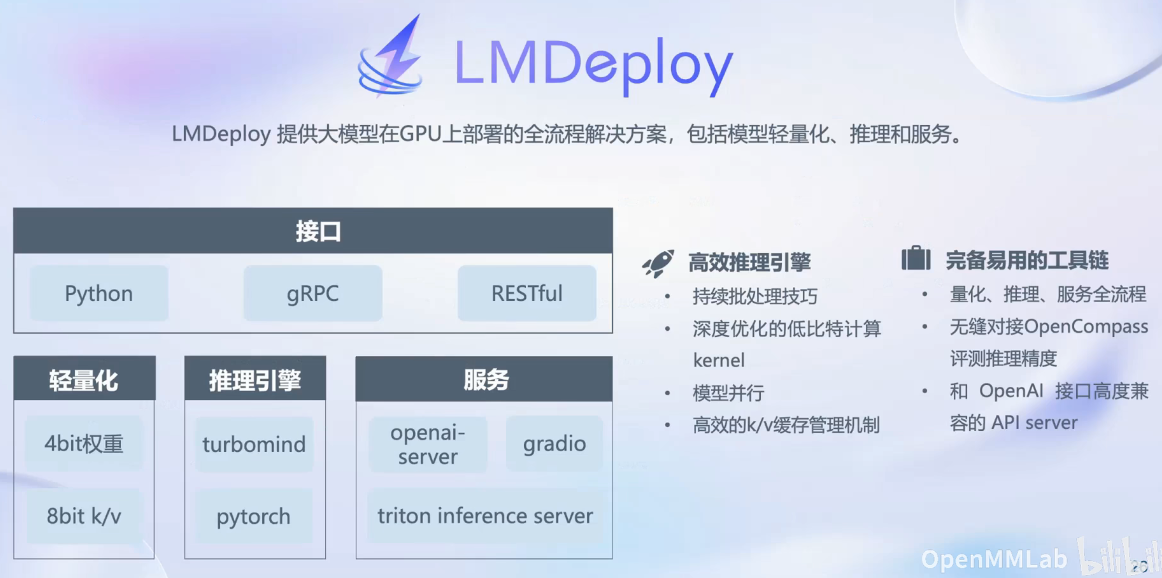 LMDeploy
LMDeploy 提供大模型在GPU上部署的全流程解决方案，包括模型轻量化、推理和服务。
接口
Python
gRPC
RESTful
轻量化
4bit权重
8bit k/v
推理引擎
turbomind
pytorch
服务
openai-
server
gradio
triton inference server
高效推理引擎
• 持续批处理技巧
• 深度优化的低比特计算
kernel
• 模型并行
• 高效的k/v缓存管理机制
完备易用的工具链
• 量化、推理、服务全流程
• 无缝对接OpenCompass
评测推理精度
• 和 OpenAI 接口高度兼
容的 API server
OpenMMLab
bilibili